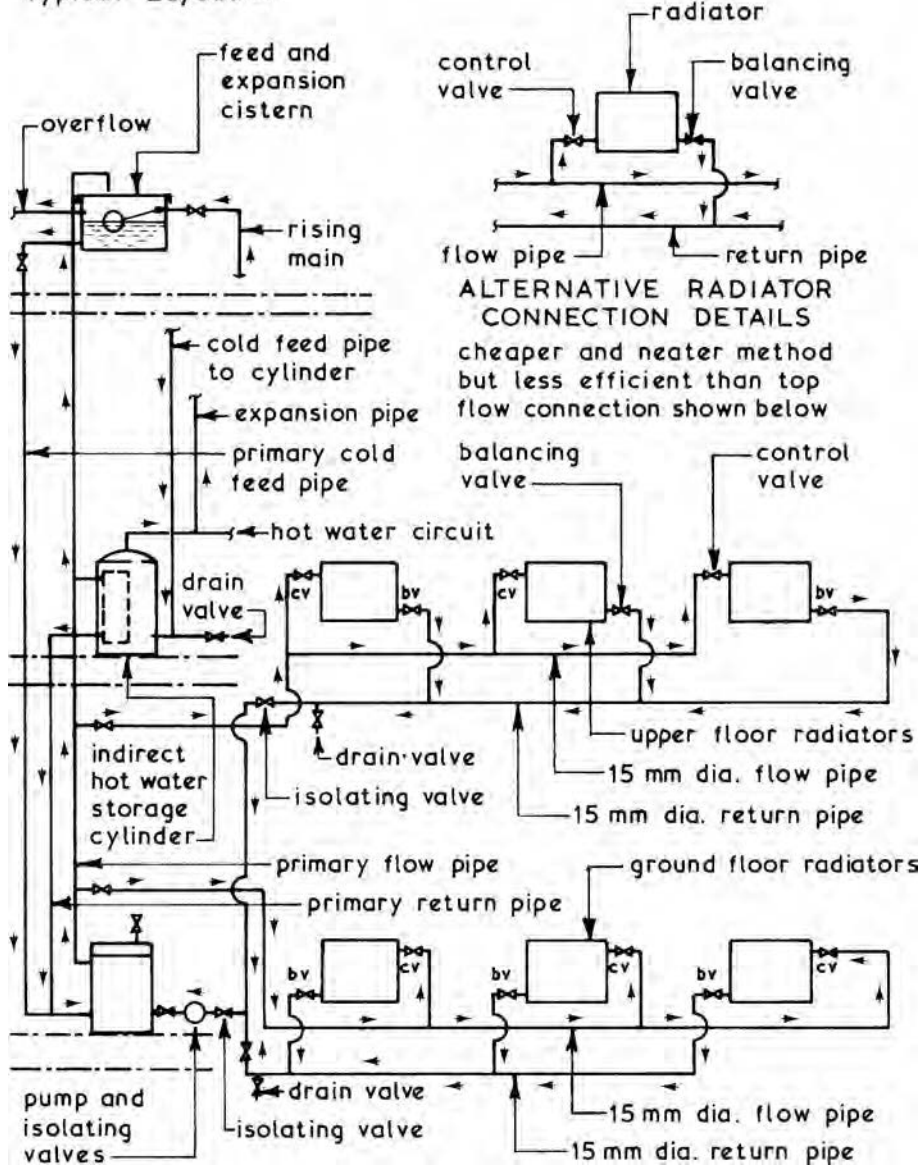 radiator
feed and
expansion
cistern
control
valve
balancing
valve
overflow
rising
main
flow pipe
return pipe
ALTERNATIVE RADIATOR
CONNECTION DETAILS
cheaper and neater method
but less efficient than top
flow connection shown below
cold feed pipe
to cylinder
expansion pipe
primary cold
feed pipe
balancing
valve
control
valve
hot water circuit
drain
valve
cv
bv
cv
bv
indirect
hot water
storage
cylinder
drain valve
isolating valve
upper floor radiators
15 mm dia. flow pipe
15 mm dia. return pipe
primary flow pipe
ground floor radiators
primary return pipe
bv
cv
bv
cv
bv
cv
pump and
isolating
valves
drain valve
isolating valve
15 mm dia. flow pipe
15 mm dia. return pipe